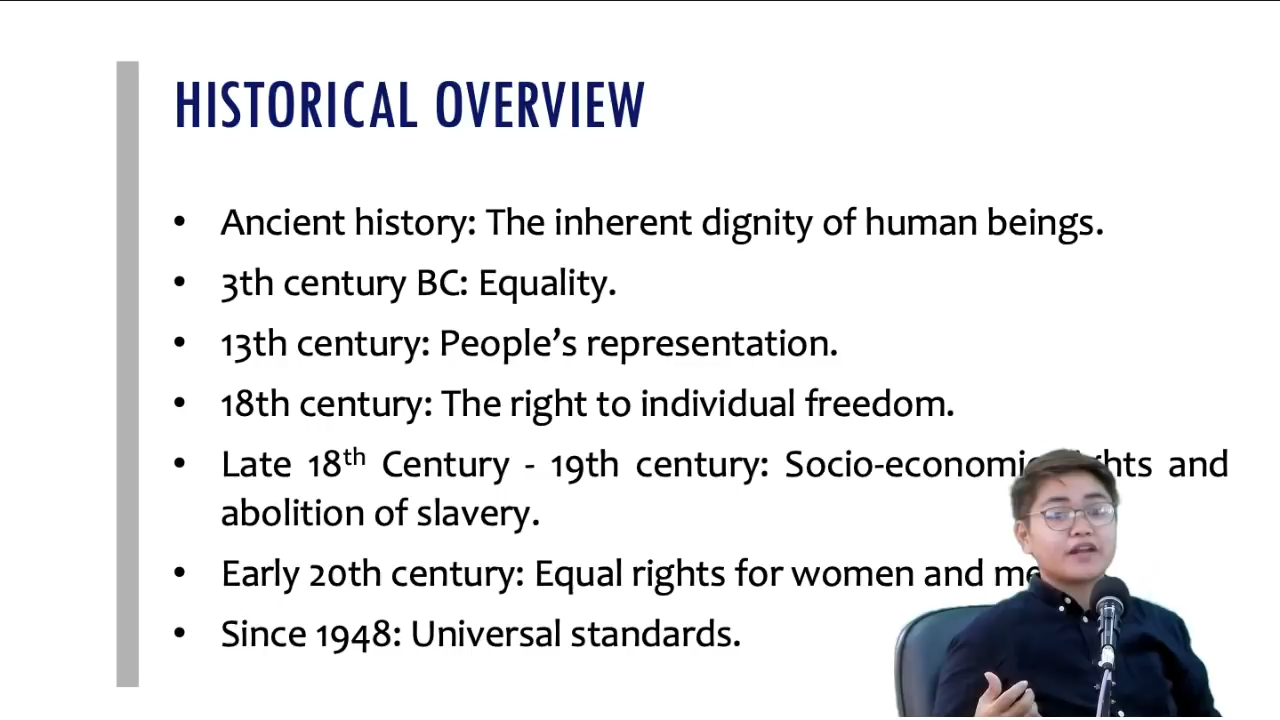 HISTORICAL OVERVIEW
• Ancient history: The inherent dignity of human beings.
• 3th century BC: Equality.
• 13th century: People’s representation.
• 18th century: The right to individual freedom.
• Late 18th Century - 19th century: Socio-economic and
abolition of slavery.
• Early 20th century: Equal rights for women and
• Since 1948: Universal standards.